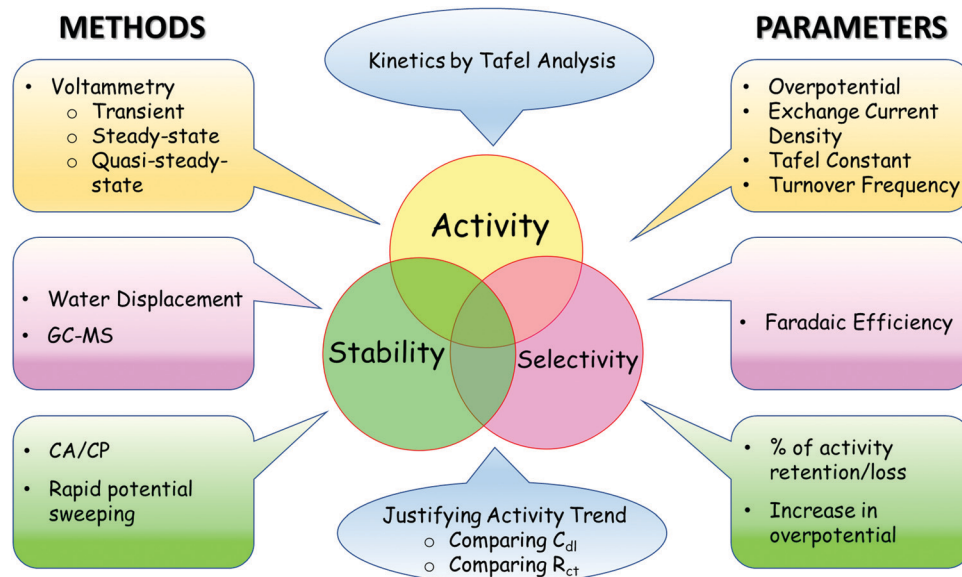 METHODS
PARAMETERS
Kinetics by Tafel Analysis
• Voltammetry
o Transient
o Steady-state
o Quasi-steady-
state
• Overpotential
• Exchange Current
Density
• Tafel Constant
• Turnover Frequency
Activity
• Water Displacement
• GC-MS
• Faradaic Efficiency
Stability
Selectivity
• CA/CP
• Rapid potential
sweeping
• % of activity
retention/loss
• Increase in
overpotential
Justifying Activity Trend
o Comparing Cdl
o Comparing Rct